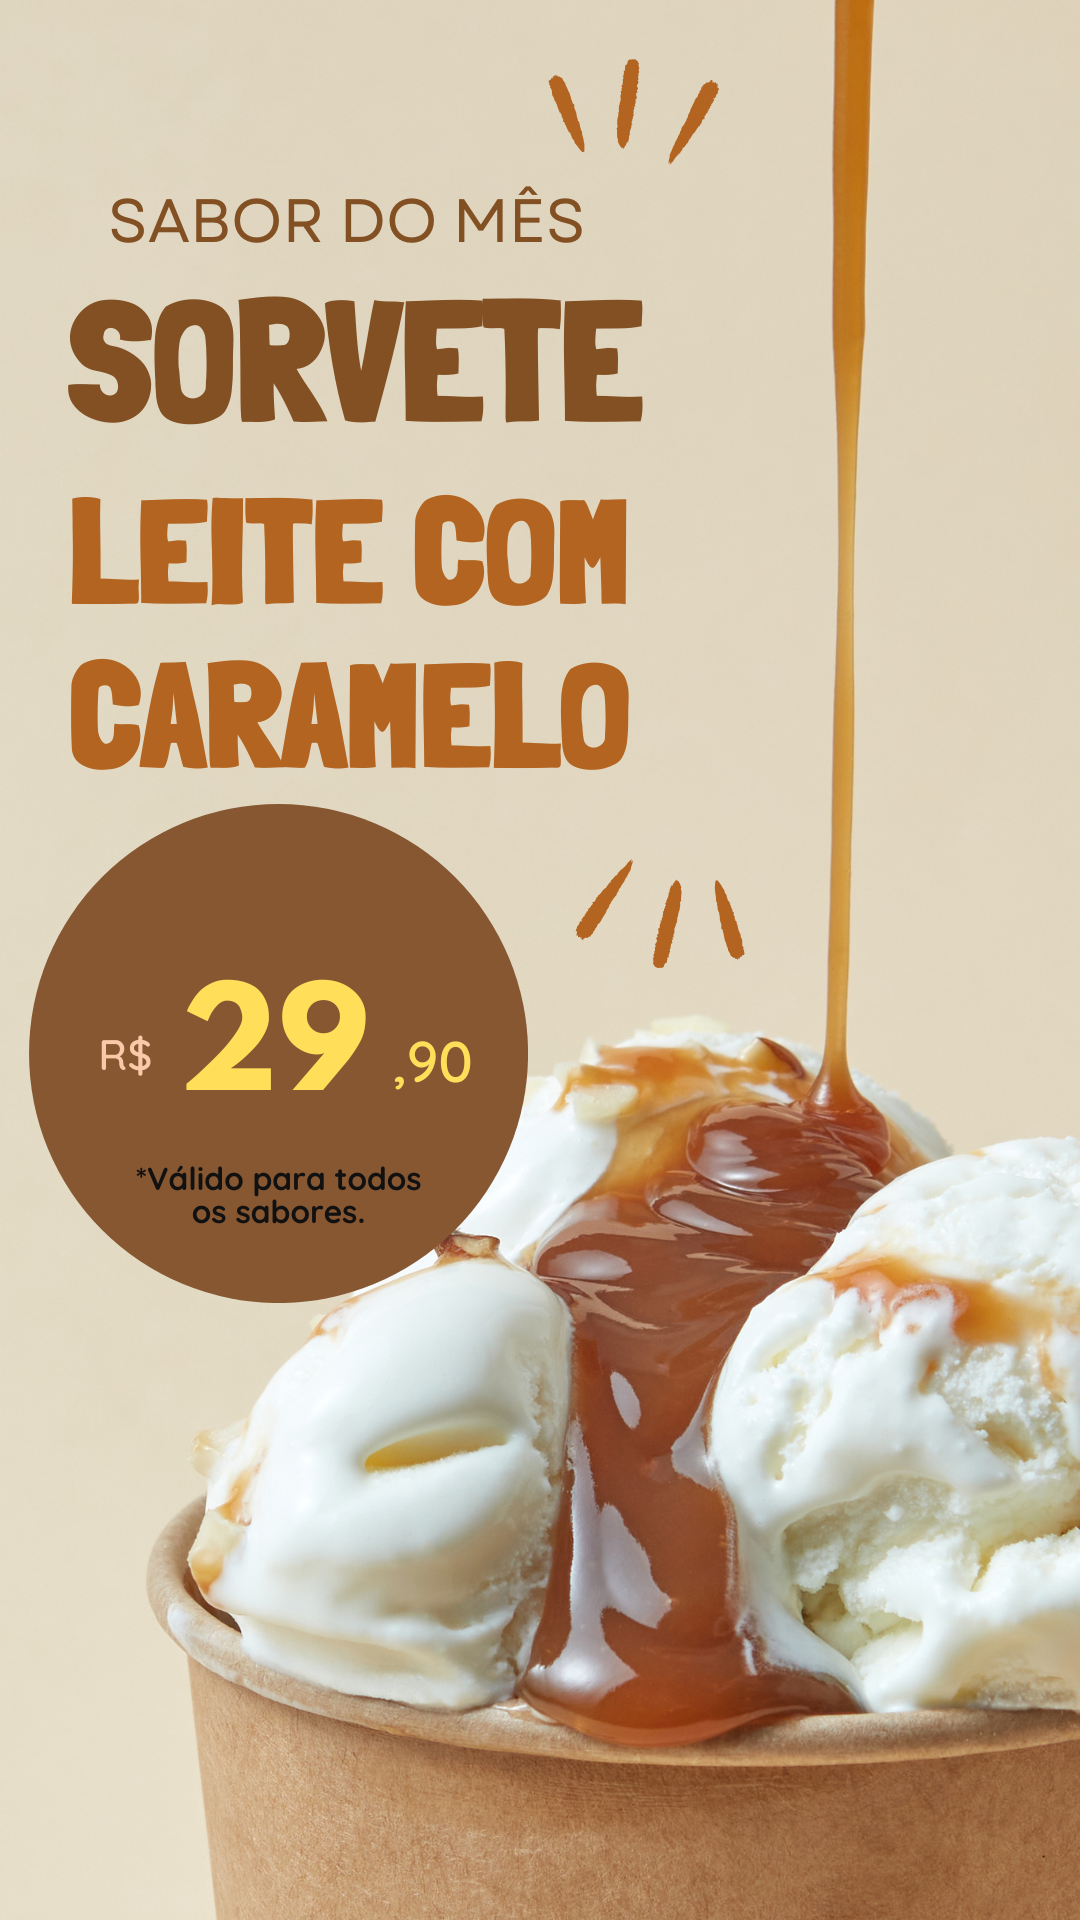 SABOR DO MÊS
SORVETE
LEITE COM
CARAMELO
R$ 29,90
*Válido para todos
os sabores.